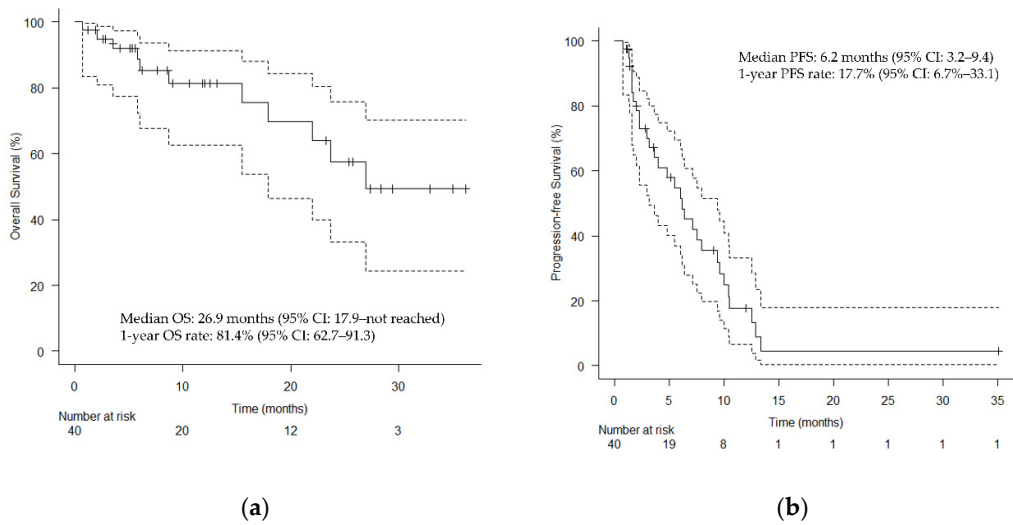 100
80
60
40
20
0
Overall Survival (%)
Median OS: 26.9 months (95% CI: 17.9–not reached)
1-year OS rate: 81.4% (95% CI: 62.7–91.3)
0 10 20 30
Time (months)
Number at risk
40 20 12 3
(a)
100
80
60
40
20
0
Progression-free Survival (%)
Median PFS: 6.2 months (95% CI: 3.2–9.4)
1-year PFS rate: 17.7% (95% CI: 6.7%–33.1)
0 5 10 15 20 25 30 35
Time (months)
Number at risk
40 19 8 1 1 1 1 1
(b)